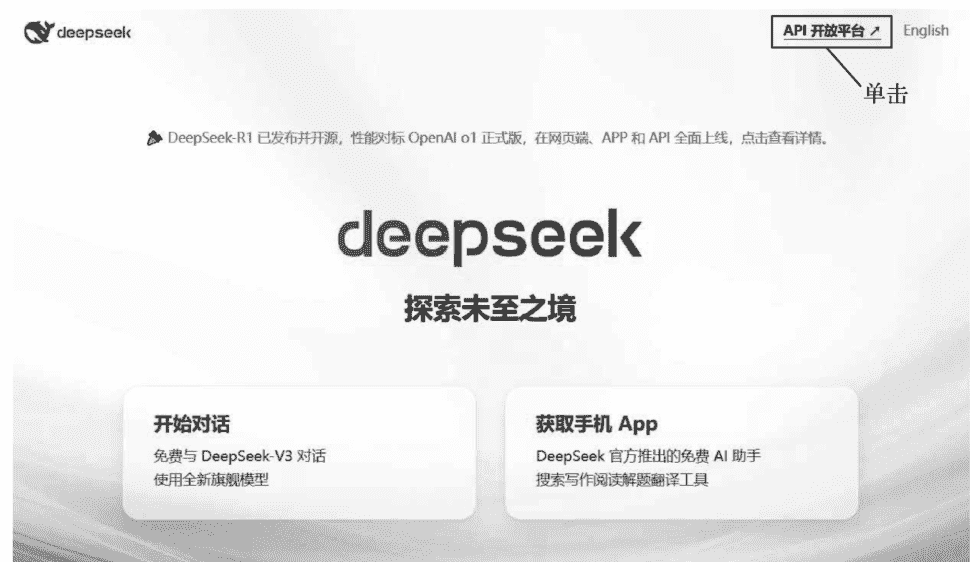 deepseek
API 开放平台 ↗
English
单击
DeepSeek-R1 已发布并开源，性能对标 OpenAI o1 正式版，在网页端、APP 和 API 全面上线，点击查看详情。
deepseek
探索未至之境
开始对话
免费与 DeepSeek-V3 对话
使用全新旗舰模型
获取手机 App
DeepSeek 官方推出的免费 AI 助手
搜索写作阅读解题翻译工具